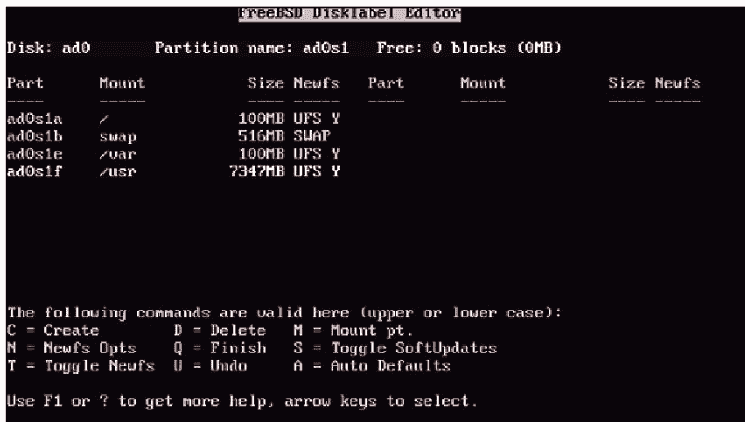 FreeBSD Disklabel Editor
Disk: ad0 Partition name: ad0s1 Free: 0 blocks (0MB)
Part Mount Size Newfs Part Mount Size Newfs
---- ----- ---- ----- ---- ----- ---- -----
ad0s1a / 100MB UFS Y
ad0s1b swap 516MB SWAP
ad0s1e /var 100MB UFS Y
ad0s1f /usr 7347MB UFS Y
The following commands are valid here (upper or lower case):
C = Create D = Delete M = Mount pt.
N = Newfs Opts Q = Finish S = Toggle SoftUpdates
T = Toggle Newfs U = Undo A = Auto Defaults
Use F1 or ? to get more help, arrow keys to select.